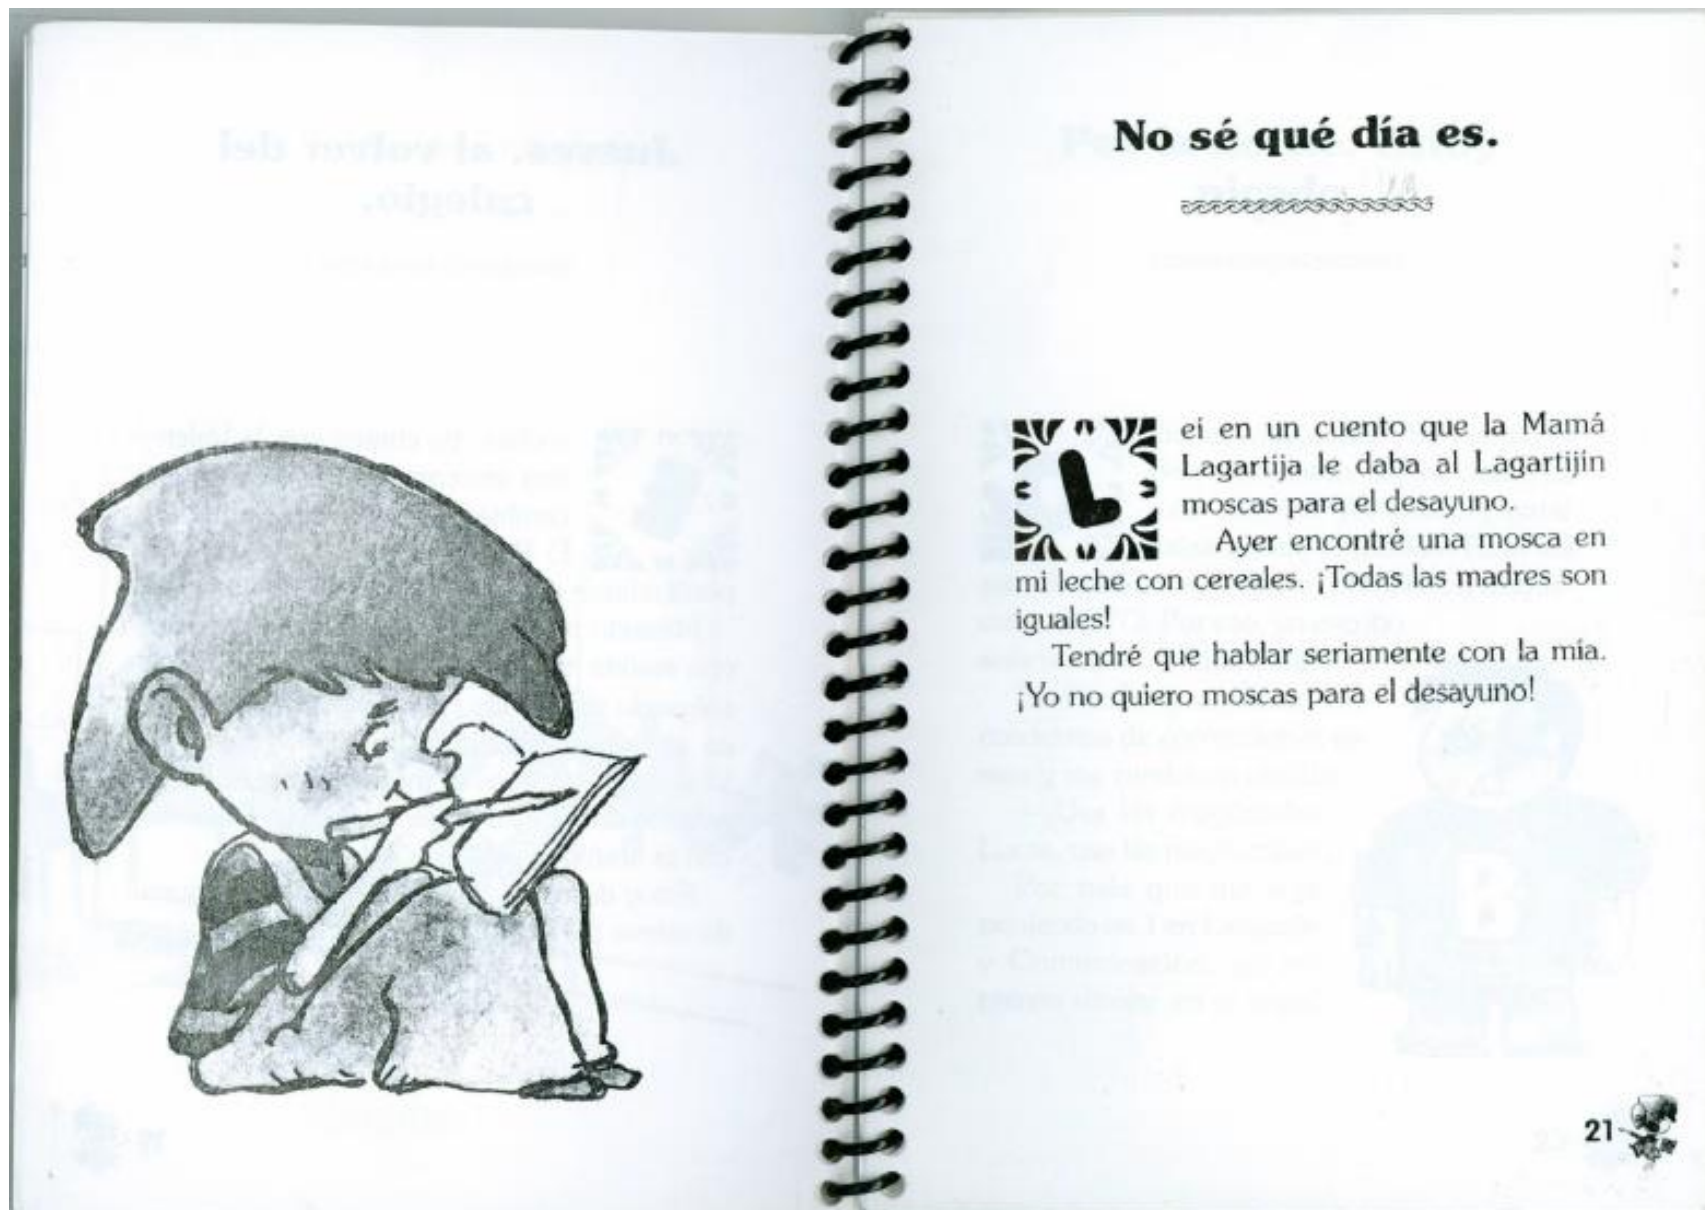 No sé qué día es.
Leí en un cuento que la Mamá
Lagartija le daba al Lagartijín
moscas para el desayuno.
Ayer encontré una mosca en
mi leche con cereales. ¡Todas las madres son
iguales!
Tendré que hablar seriamente con la mía.
¡Yo no quiero moscas para el desayuno!
21